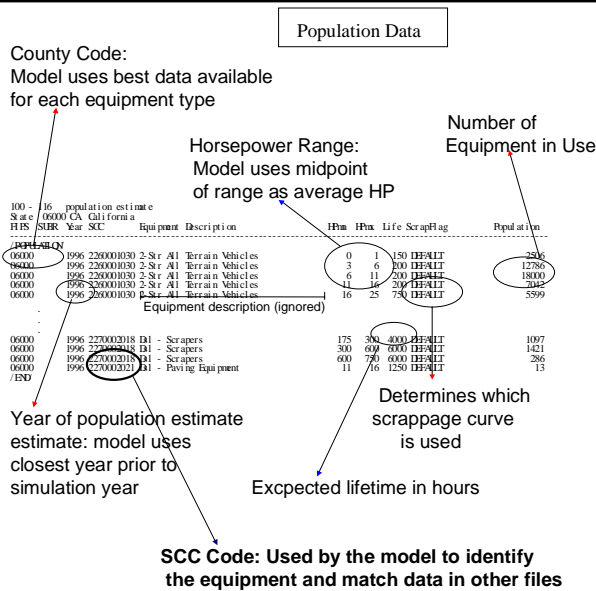 Population Data
County Code:
Model uses best data available
for each equipment type
Number of
Equipment in Use
Horsepower Range:
Model uses midpoint
of range as average HP
100 - 116 population estimate
State 06000 CA California
FIPS SUBR Year SCC Equipment Description HPmn HPmx Life ScrapFlag Population
/POPULATION/
06000 1996 2260001030 2-Str All Terrain Vehicles 0 1 150 DEFAULT 2506
06000 1996 2260001030 2-Str All Terrain Vehicles 3 6 200 DEFAULT 12786
1996 2260001030 2-Str All Terrain Vehicles 6 11 200 DEFAULT 18000
06000 1996 2260001030 2-Str All Terrain Vehicles 11 16 200 DEFAULT 7042
06000 1996 2260001030 2-Str All Terrain Vehicles 16 25 750 DEFAULT 5599
Equipment description (ignored)
.
.
.
06000 1996 2270002018 Dsl - Scrapers 175 300 4000 DEFAULT 1097
06000 1996 2270002018 Dsl - Scrapers 300 600 6000 DEFAULT 1421
06000 1996 2270002018 Dsl - Scrapers 600 750 6000 DEFAULT 286
06000 1996 2270002021 Dsl - Paving Equipment 11 16 1250 DEFAULT 13
/END/
Determines which
scrappage curve
is used
Year of population estimate
estimate: model uses
closest year prior to
simulation year
Excpected lifetime in hours
SCC Code: Used by the model to identify
the equipment and match data in other files